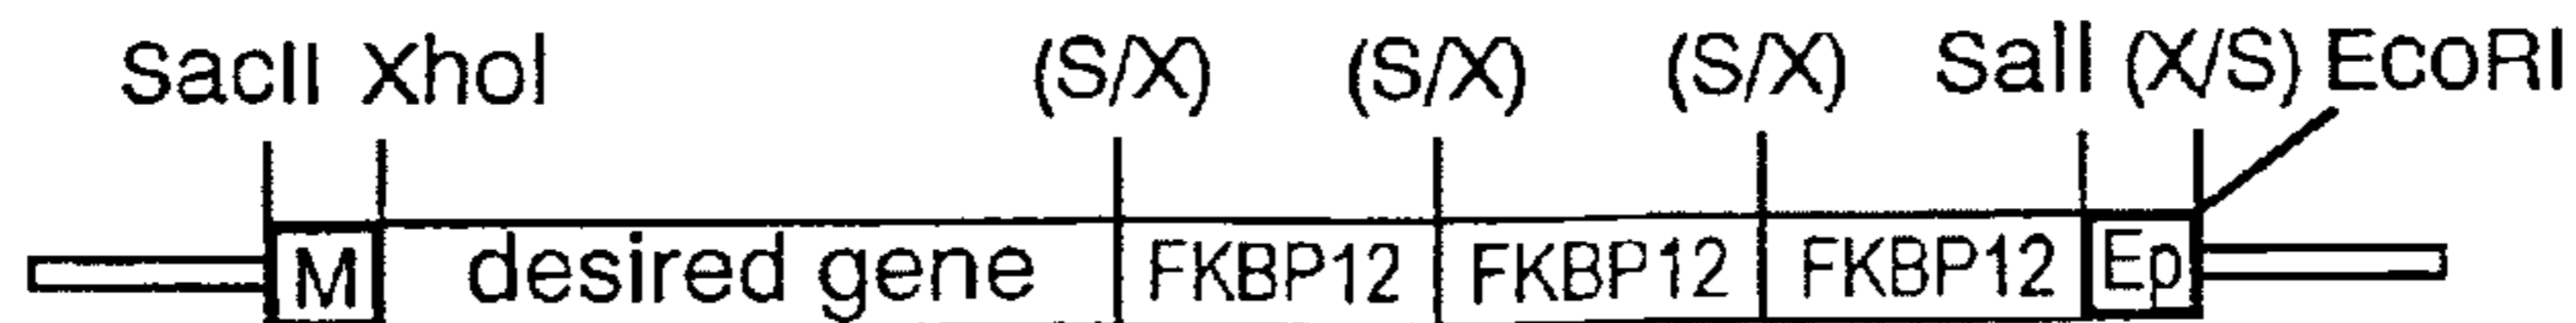 SacII XhoI (S/X) (S/X) (S/X) SalI (X/S) EcoRI
M desired gene FKBP12 FKBP12 FKBP12 Ep